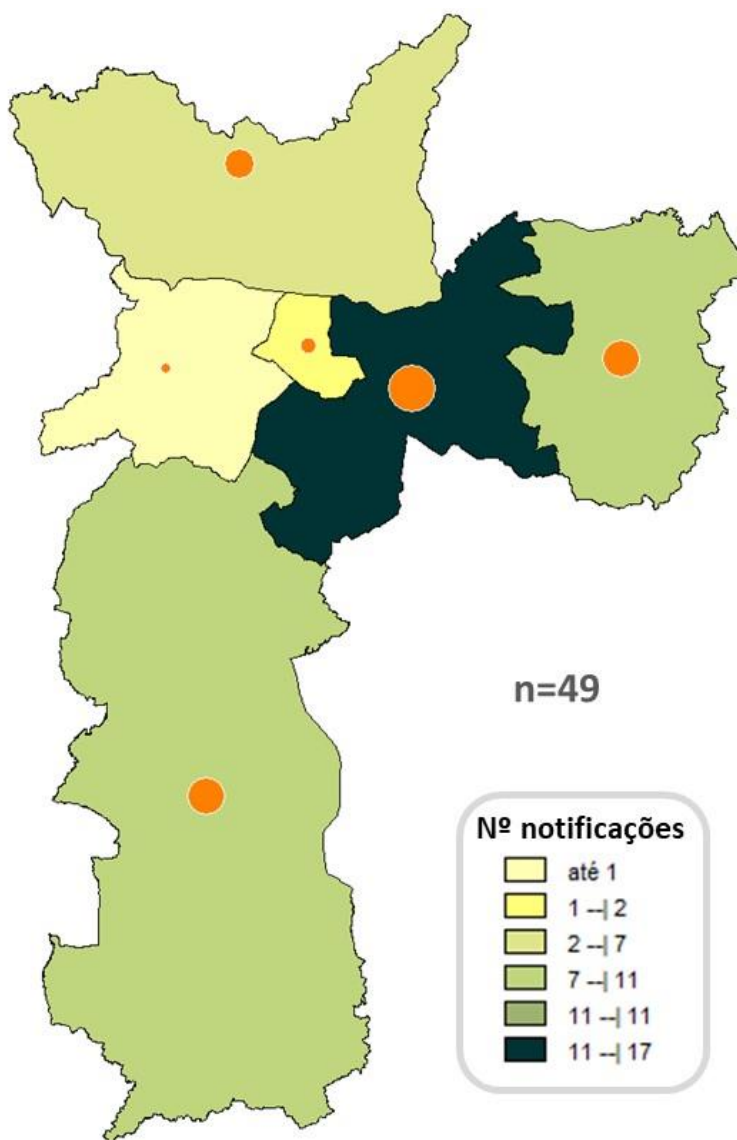 n=49
Nº notificações
até 1
1 --| 2
2 --| 7
7 --| 11
11 --| 11
11 --| 17